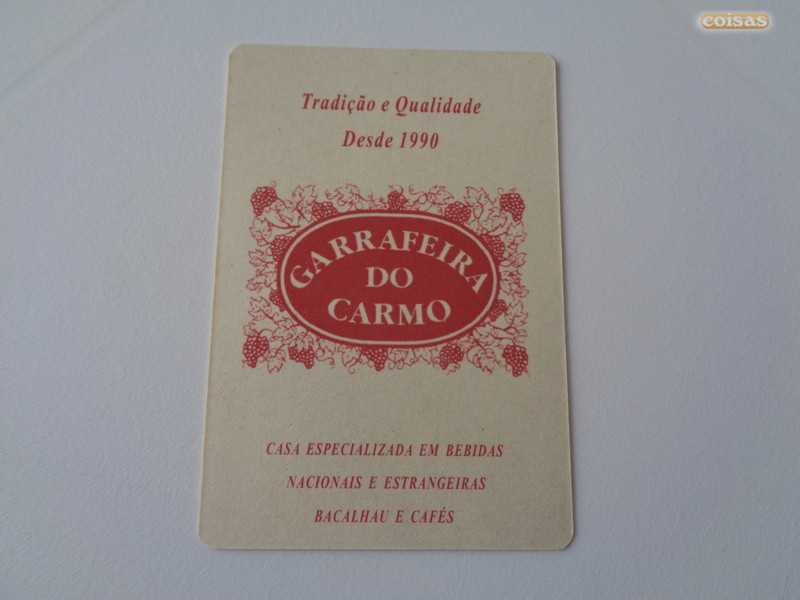 coisas
Tradição e Qualidade
Desde 1990
GARRAFEIRA
DO
CARMO
CASA ESPECIALIZADA EM BEBIDAS
NACIONAIS E ESTRANGEIRAS
BACALHAU E CAFÉS